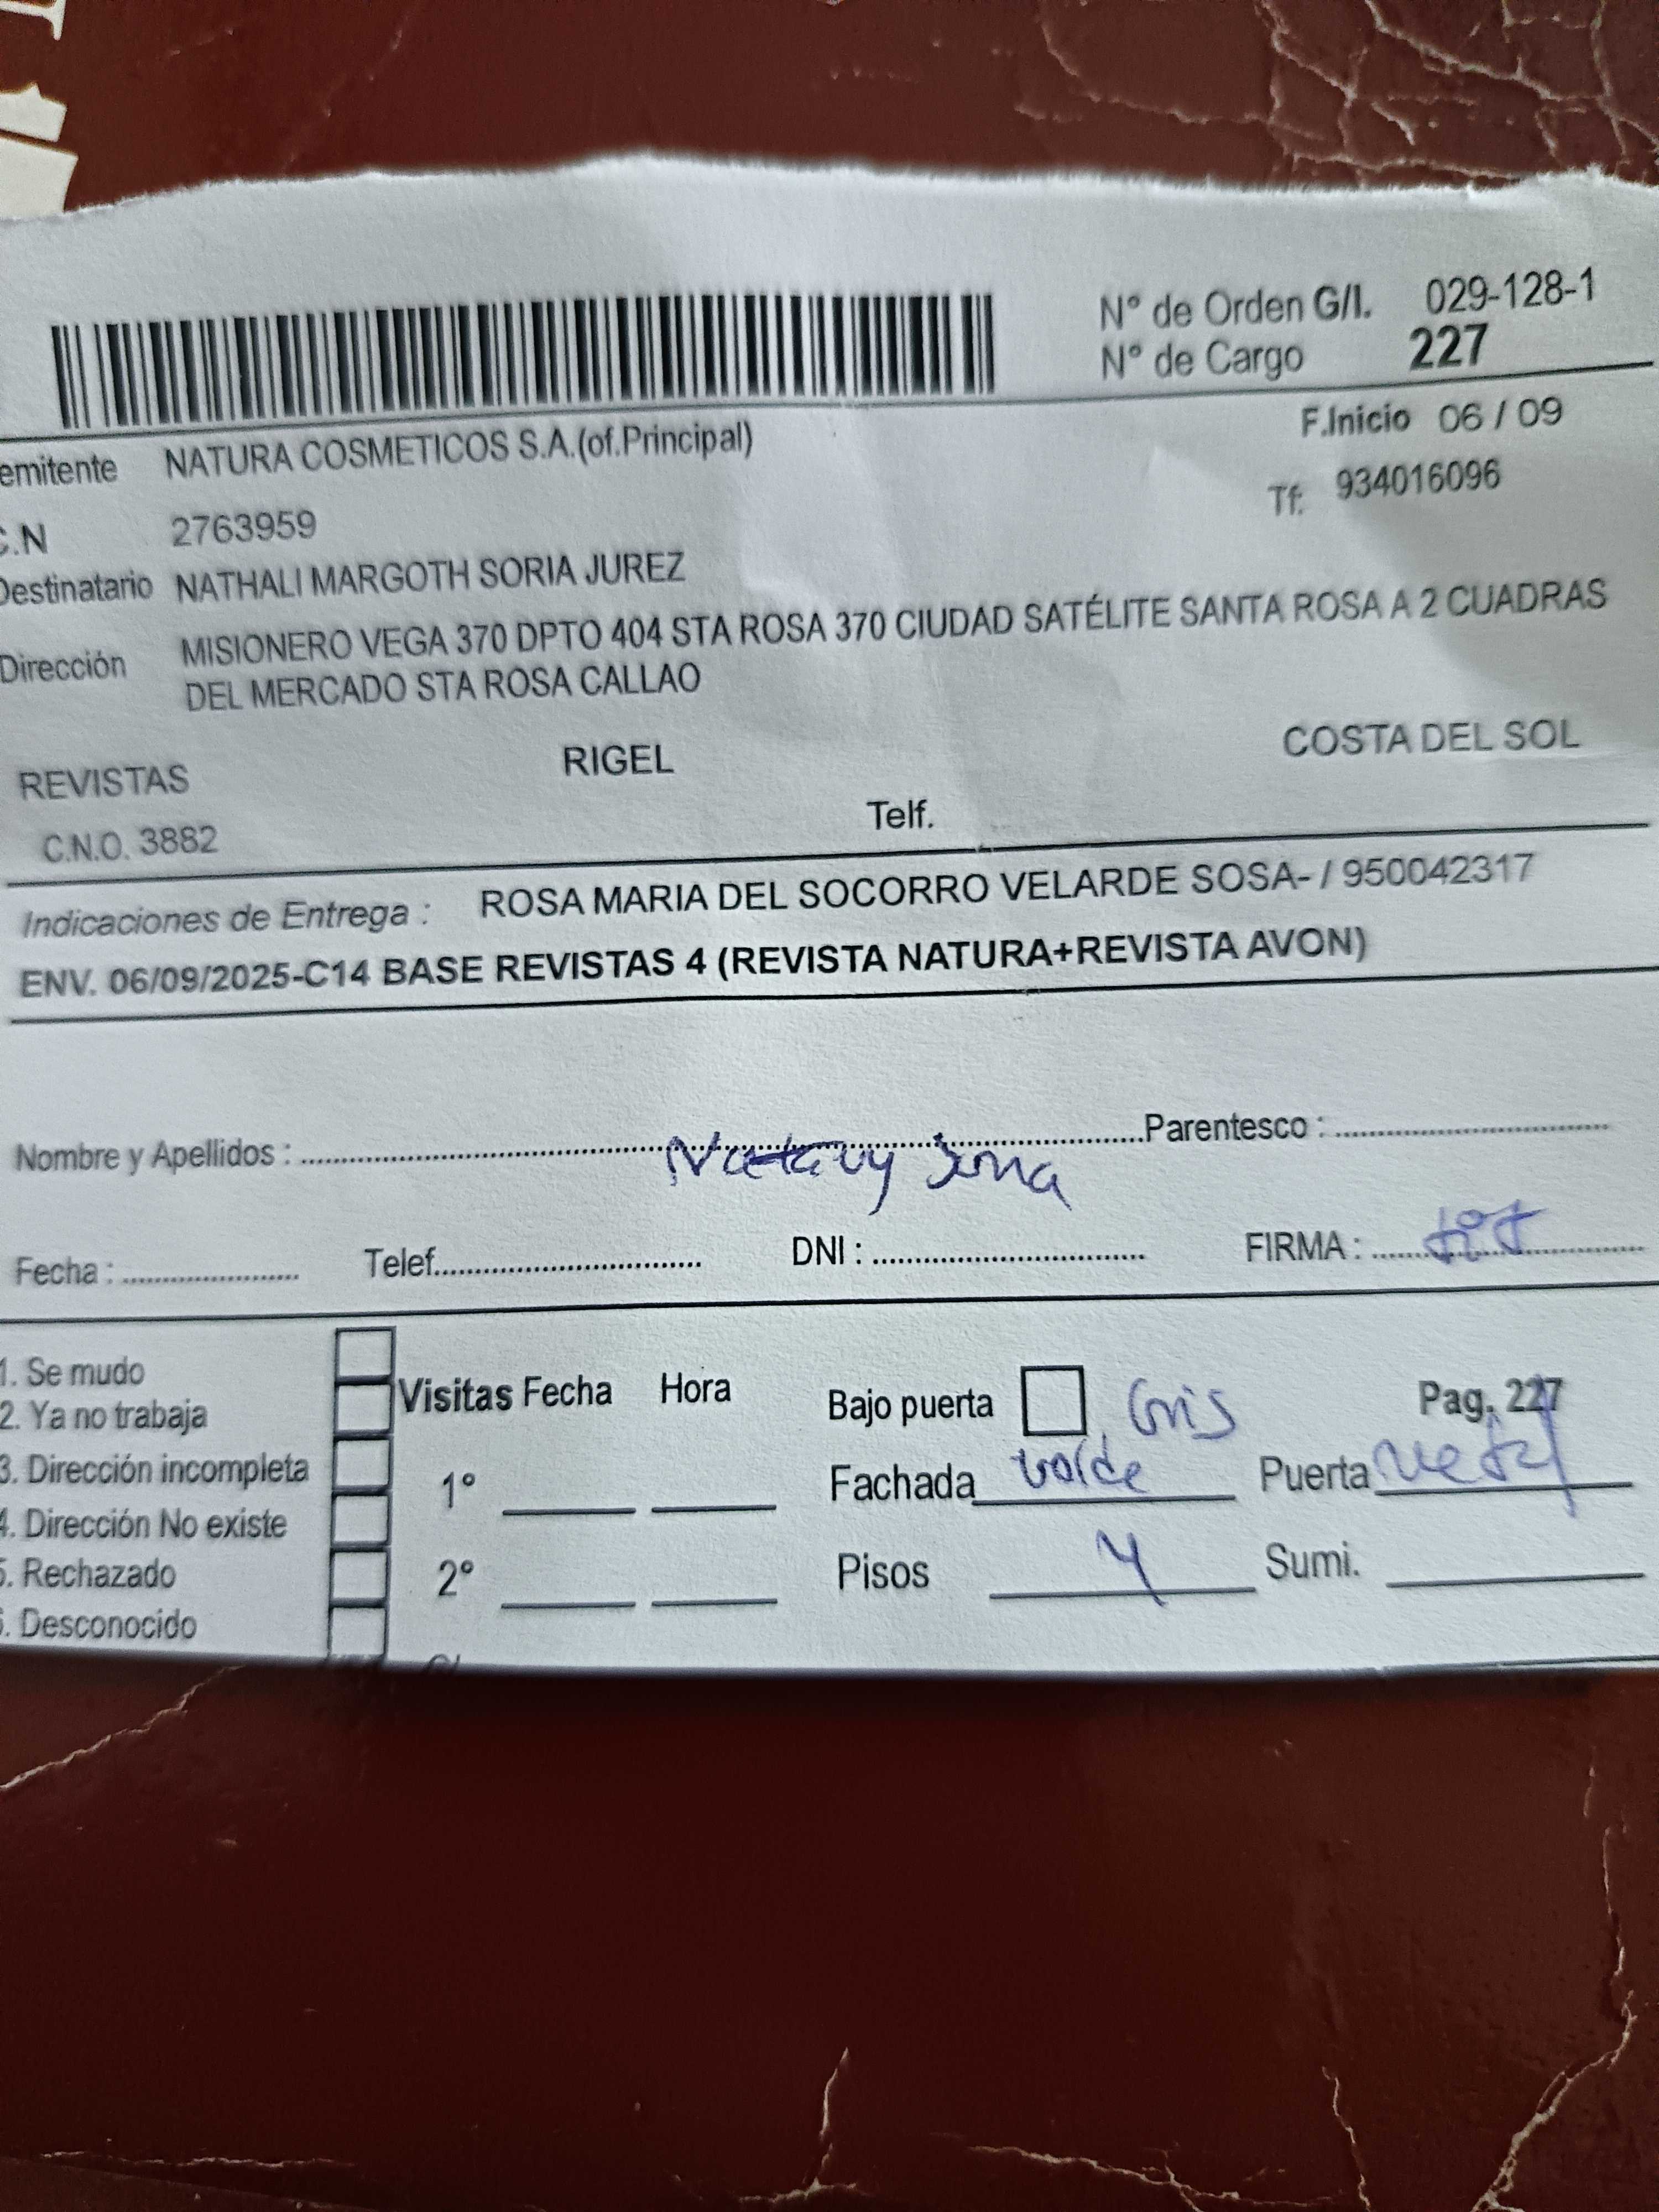 Nº de Orden G/I. 029-128-1
Nº de Cargo 227
F.Inicio 06 / 09
emitente NATURA COSMETICOS S.A.(of.Principal)
Tf: 934016096
C.N 2763959
Destinatario NATHALI MARGOTH SORIA JUREZ
Dirección MISIONERO VEGA 370 DPTO 404 STA ROSA 370 CIUDAD SATÉLITE SANTA ROSA A 2 CUADRAS
DEL MERCADO STA ROSA CALLAO
REVISTAS RIGEL COSTA DEL SOL
C.N.O. 3882 Telf.
Indicaciones de Entrega : ROSA MARIA DEL SOCORRO VELARDE SOSA- / 950042317
ENV. 06/09/2025-C14 BASE REVISTAS 4 (REVISTA NATURA+REVISTA AVON)
Nombre y Apellidos : Parentesco :
Fecha : Telef. DNI : FIRMA :
1. Se mudo
2. Ya no trabaja
3. Dirección incompleta
4. Dirección No existe
5. Rechazado
6. Desconocido
Visitas Fecha Hora
1º
2º
Bajo puerta Gris Pag. 227
Fachada Puerta metal
Pisos 4 Sumi.